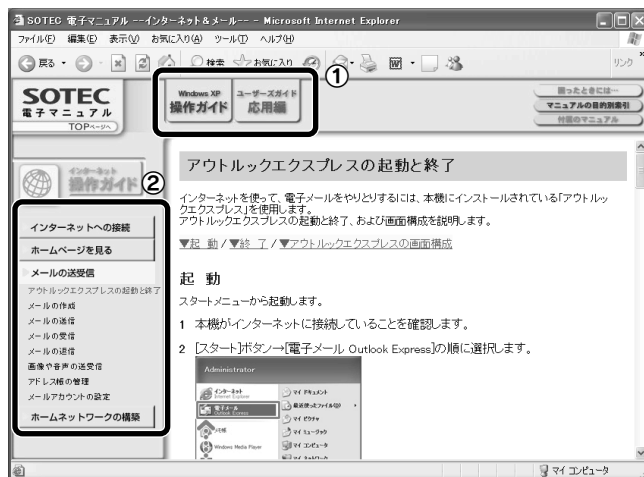 SOTEC 電子マニュアル --インターネット&メール-- - Microsoft Internet Explorer
ファイル(F) 編集(E) 表示(V) お気に入り(A) ツール(T) ヘルプ(H)
戻る 検索 お気に入り リンク
①
SOTEC
電子マニュアル
TOPページへ
Windows XP
操作ガイド
ユーザーズガイド
応用編
困ったときには…
マニュアルの目的別索引
付属のマニュアル
インターネット
操作ガイド
②
インターネットへの接続
ホームページを見る
メールの送受信
アウトルックエクスプレスの起動と終了
メールの作成
メールの送信
メールの受信
メールの返信
画像や音声の送受信
アドレス帳の管理
メールアカウントの設定
ホームネットワークの構築
アウトルックエクスプレスの起動と終了
インターネットを使って、電子メールをやりとりするには、本機にインストールされている「アウトルッ
クエクスプレス」を使用します。
アウトルックエクスプレスの起動と終了、および画面構成を説明します。
▼起 動/▼終 了/▼アウトルックエクスプレスの画面構成
起 動
スタートメニューから起動します。
1 本機がインターネットに接続していることを確認します。
2 [スタート]ボタン→[電子メール Outlook Express]の順に選択します。
Administrator
インターネット
Internet Explorer
電子メール
Outlook Express
メモ帳
Windows Media Player
マイ ドキュメント
最近使ったファイル(D)
マイ ピクチャ
マイ ミュージック
マイ コンピュータ
マイ ネットワーク
マイ コンピュータ